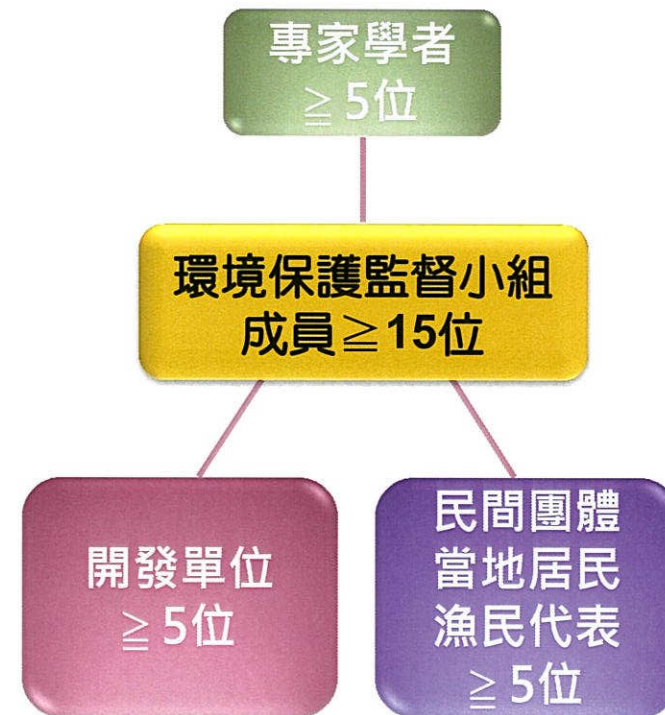 專家學者
≧ 5位
環境保護監督小組
成員≧15位
開發單位
≧ 5位
民間團體
當地居民
漁民代表
≧ 5位